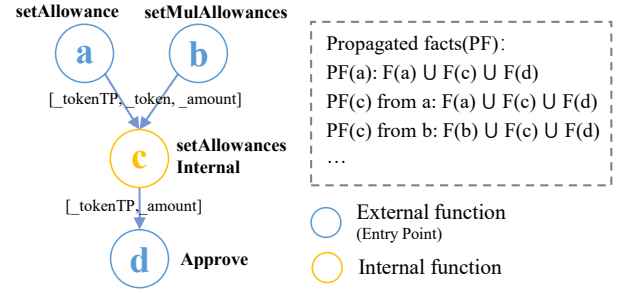 setAllowance setMulAllowances
a b
[_tokenTP, _token, _amount]
c setAllowances
Internal
[_tokenTP, _amount]
d Approve
Propagated facts(PF):
PF(a): F(a) ∪ F(c) ∪ F(d)
PF(c) from a: F(a) ∪ F(c) ∪ F(d)
PF(c) from b: F(b) ∪ F(c) ∪ F(d)
…
External function
(Entry Point)
Internal function